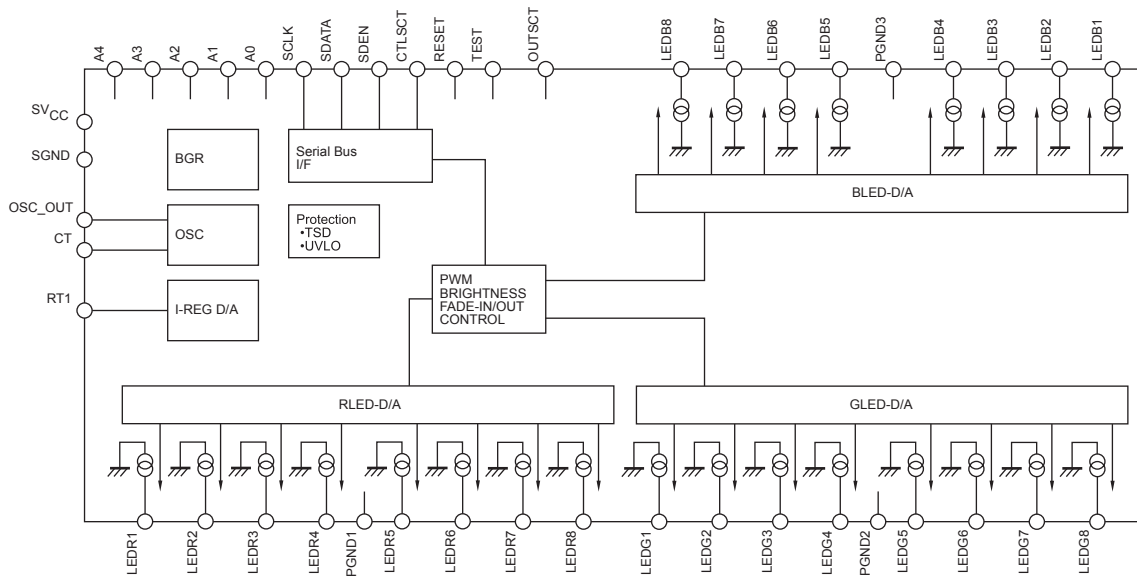 A4
A3
A2
A1
A0
SCLK
SDATA
SDEN
CTLSCT
RESET
TEST
OUTSCT
LEDB8
LEDB7
LEDB6
LEDB5
PGND3
LEDB4
LEDB3
LEDB2
LEDB1
SVCC
SGND
OSC_OUT
CT
RT1
BGR
OSC
I-REG D/A
Serial Bus
I/F
Protection
•TSD
•UVLO
BLED-D/A
PWM
BRIGHTNESS
FADE-IN/OUT
CONTROL
RLED-D/A
GLED-D/A
LEDR1
LEDR2
LEDR3
LEDR4
PGND1
LEDR5
LEDR6
LEDR7
LEDR8
LEDG1
LEDG2
LEDG3
LEDG4
PGND2
LEDG5
LEDG6
LEDG7
LEDG8